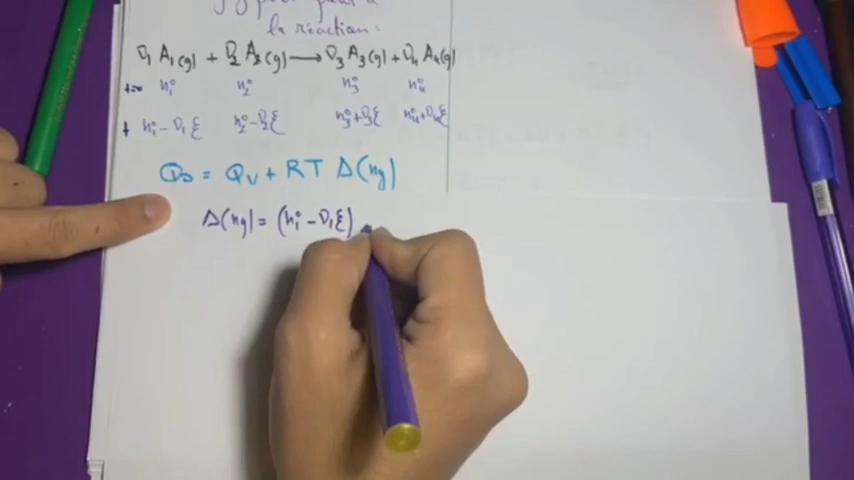 la réaction:
ν₁ A₁(g) + ν₂ A₂(g) ⟶ ν₃ A₃(g) + ν₄ A₄(g)
t=0 n₁° n₂° n₃° n₄°
t n₁° - ν₁ξ n₂° - ν₂ξ n₃° + ν₃ξ n₄° + ν₄ξ
Qp = Qv + RT Δ(ng)
Δ(ng) = (n₁° - ν₁ξ)